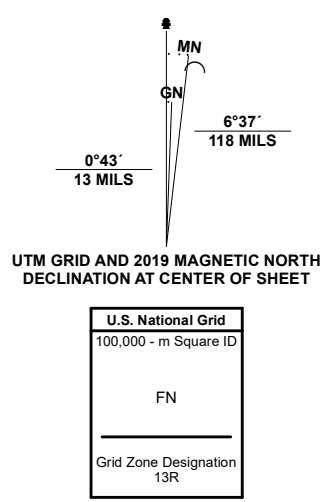 MN
GN
6°37´
118 MILS
0°43´
13 MILS
UTM GRID AND 2019 MAGNETIC NORTH
DECLINATION AT CENTER OF SHEET
U.S. National Grid
100,000 - m Square ID
FN
Grid Zone Designation
13R